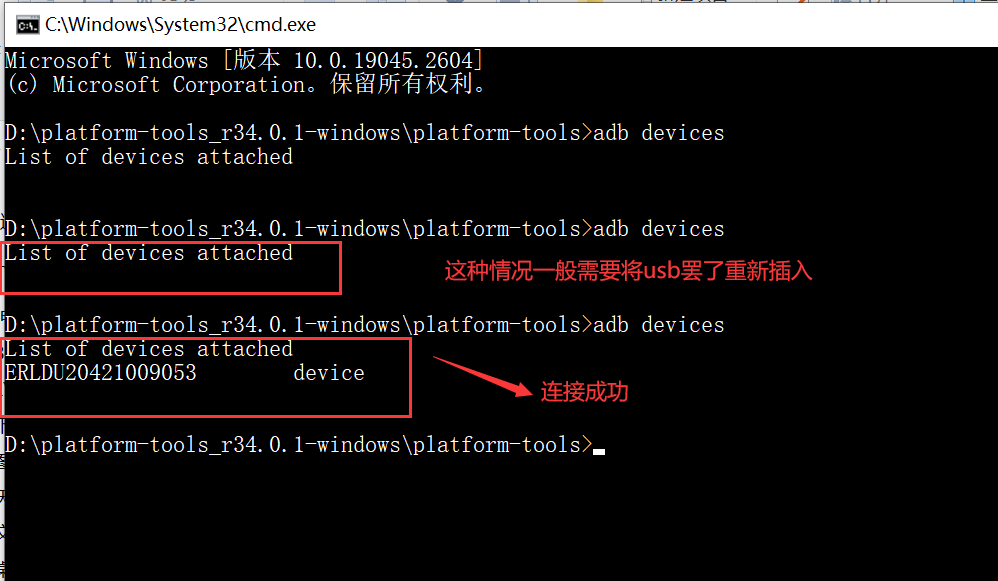 C:\Windows\System32\cmd.exe
Microsoft Windows [版本 10.0.19045.2604]
(c) Microsoft Corporation。保留所有权利。
D:\platform-tools_r34.0.1-windows\platform-tools>adb devices
List of devices attached
D:\platform-tools_r34.0.1-windows\platform-tools>adb devices
List of devices attached
这种情况一般需要将usb罢了重新插入
D:\platform-tools_r34.0.1-windows\platform-tools>adb devices
List of devices attached
ERLDU20421009053 device
连接成功
D:\platform-tools_r34.0.1-windows\platform-tools>